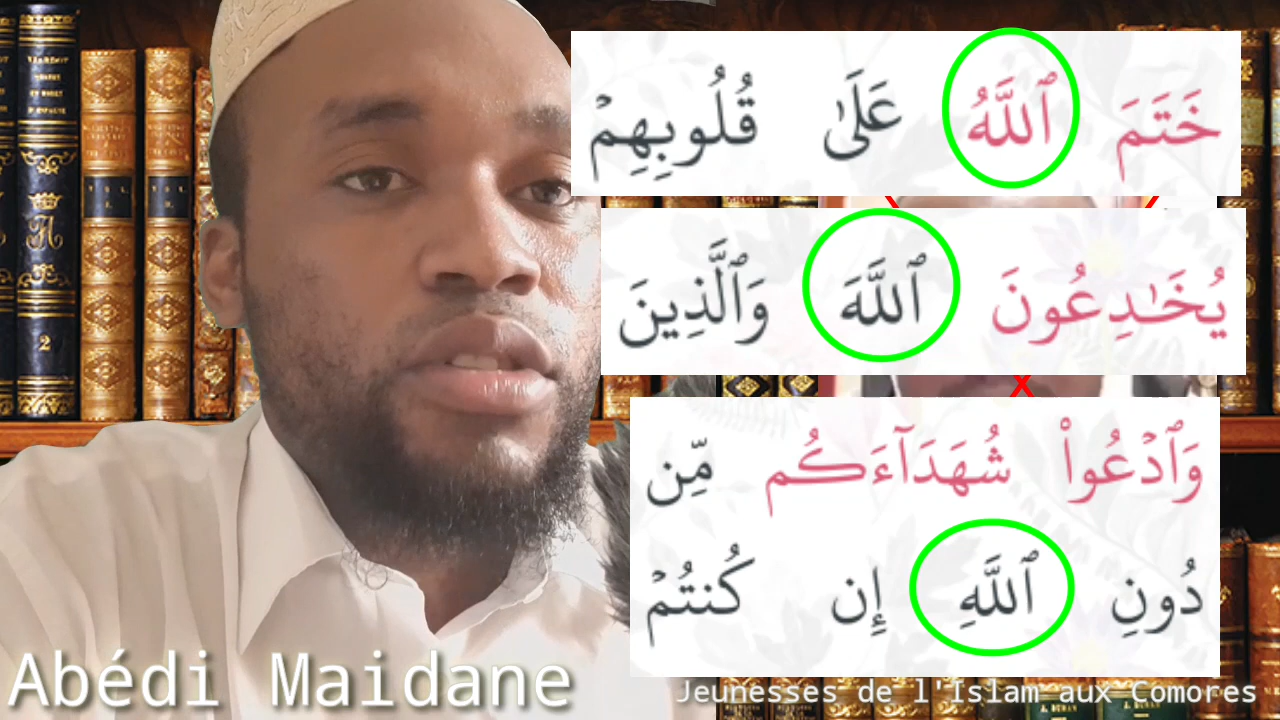 خَتَمَ ٱللَّهُ عَلَىٰ قُلُوبِهِمۡ
يُخَٰدِعُونَ ٱللَّهَ وَٱلَّذِينَ
وَٱدۡعُواْ شُهَدَآءَكُم مِّن
دُونِ ٱللَّهِ إِن كُنتُمۡ
Abédi Maidane
Jeunesses de l'Islam aux Comores
2